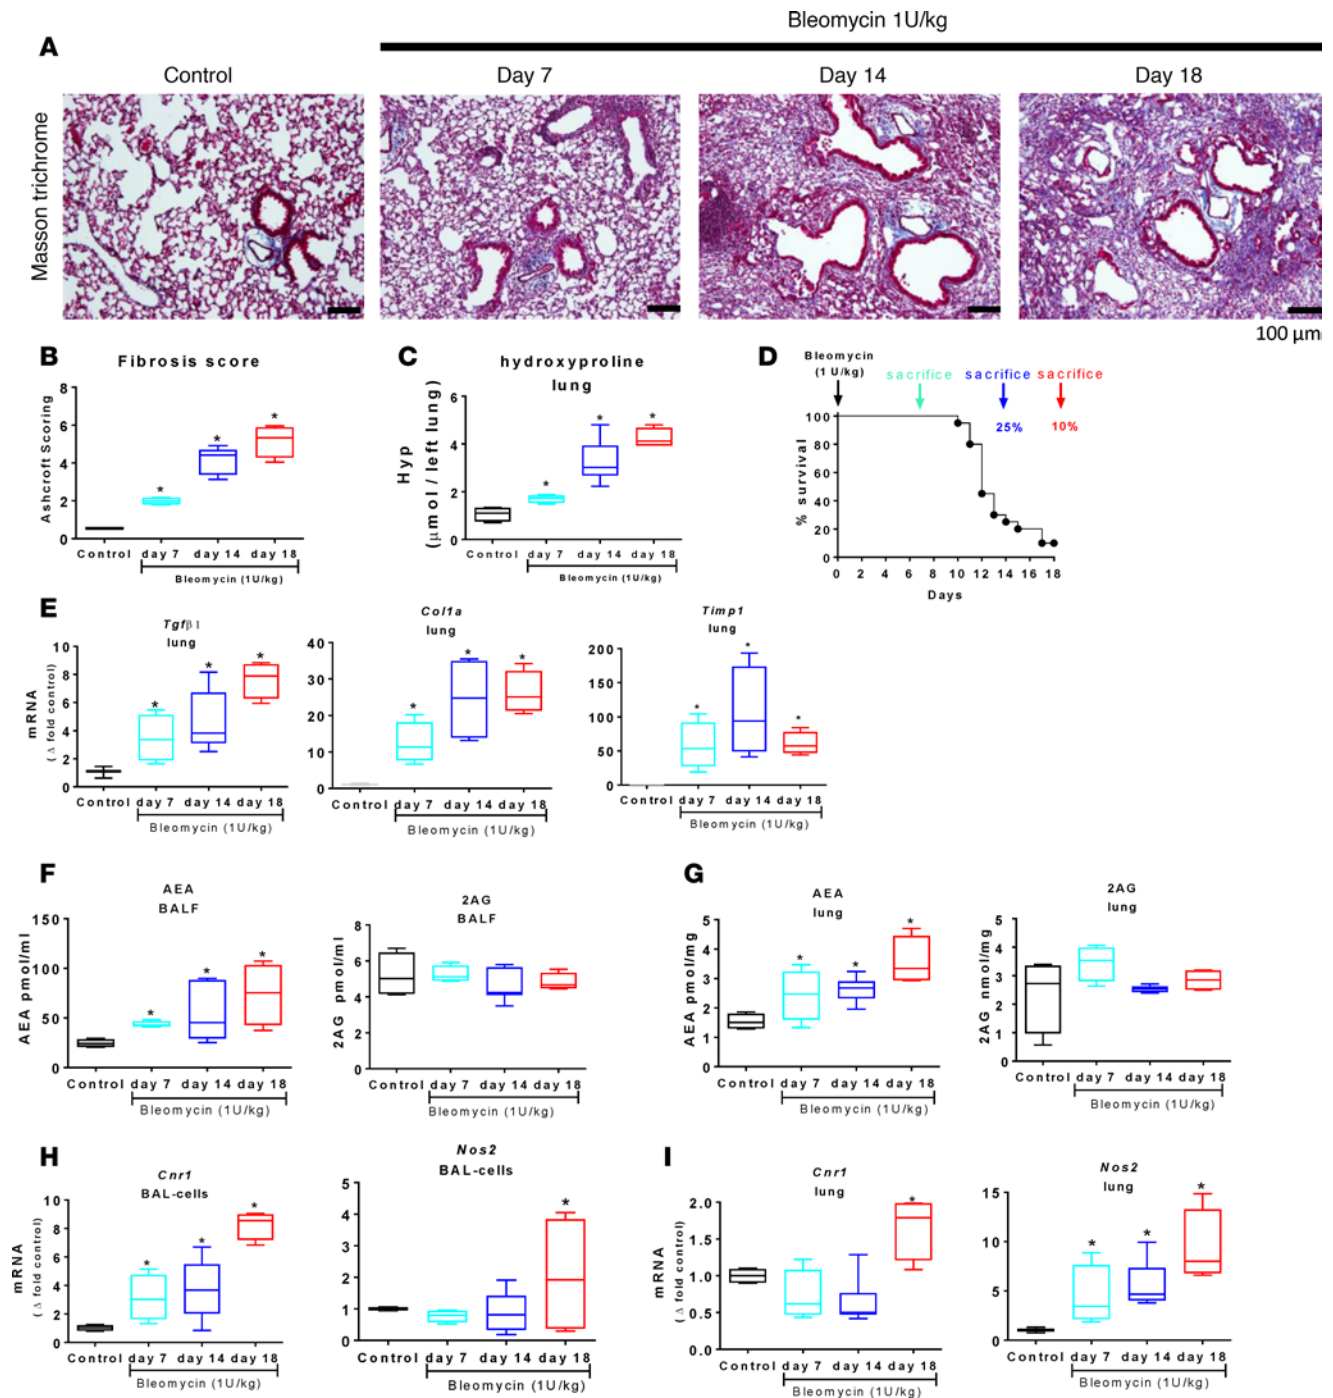 Bleomycin 1U/kg
A
Control
Day 7
Day 14
Day 18
Masson trichrome
100 µm
B
Fibrosis score
Ashcroft Scoring
8
6
4
2
0
Control
day 7
day 14
day 18
Bleomycin (1U/kg)
C
hydroxyproline
lung
Hyp
(µmol / left lung)
6
4
2
0
Control
day 7
day 14
day 18
Bleomycin (1U/kg)
D
Bleomycin
(1 U/kg)
sacrifice
sacrifice
sacrifice
25%
10%
% survival
100
80
60
40
20
0
0 2 4 6 8 10 12 14 16 18
Days
E
Tgfβ1
lung
mRNA
(Δ fold control)
10
8
6
4
2
0
Control
day 7
day 14
day 18
Bleomycin (1U/kg)
Col1a
lung
40
30
20
10
0
Control
day 7
day 14
day 18
Bleomycin (1U/kg)
Timp1
lung
200
150
100
50
0
Control
day 7
day 14
day 18
Bleomycin (1U/kg)
F
AEA
BALF
AEA pmol/ml
150
100
50
0
Control
day 7
day 14
day 18
Bleomycin (1U/kg)
2AG
BALF
2AG pmol/ml
8
6
4
2
0
Control
day 7
day 14
day 18
Bleomycin (1U/kg)
G
AEA
lung
AEA pmol/mg
5
4
3
2
1
0
Control
day 7
day 14
day 18
Bleomycin (1U/kg)
2AG
lung
2AG nmol/mg
5
4
3
2
1
0
Control
day 7
day 14
day 18
Bleomycin (1U/kg)
H
Cnr1
BAL-cells
mRNA
(Δ fold control)
10
8
6
4
2
0
Control
day 7
day 14
day 18
Bleomycin (1U/kg)
Nos2
BAL-cells
5
4
3
2
1
0
Control
day 7
day 14
day 18
Bleomycin (1U/kg)
I
Cnr1
lung
mRNA
(Δ fold control)
2.0
1.5
1.0
0.5
0.0
Control
day 7
day 14
day 18
Bleomycin (1U/kg)
Nos2
lung
15
10
5
0
Control
day 7
day 14
day 18
Bleomycin (1U/kg)